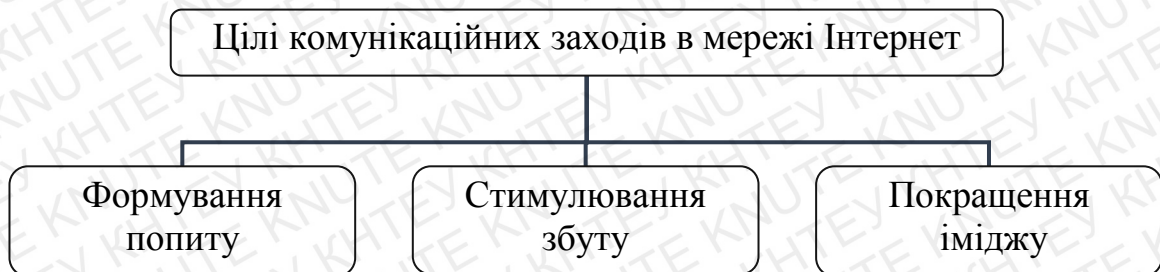 Цілі комунікаційних заходів в мережі Інтернет
Формування
попиту
Стимулювання
збуту
Покращення
іміджу